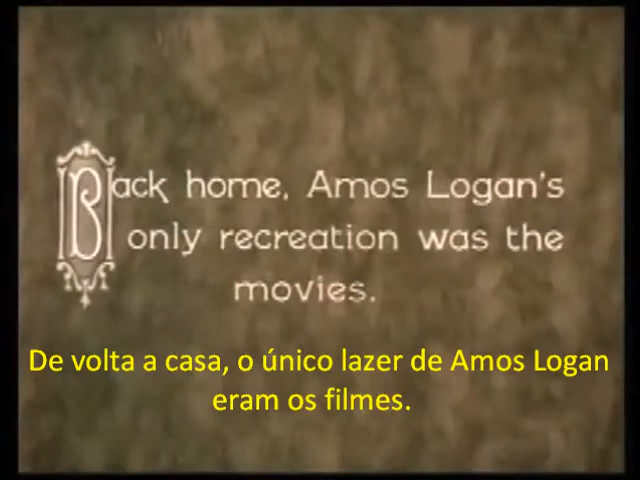 Back home, Amos Logan's
only recreation was the
movies.
De volta a casa, o único lazer de Amos Logan
eram os filmes.